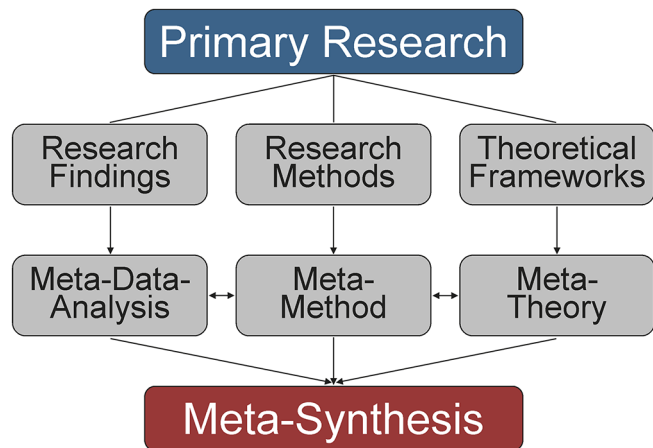 Primary Research
Research
Findings
Research
Methods
Theoretical
Frameworks
Meta-Data-
Analysis
Meta-
Method
Meta-
Theory
Meta-Synthesis